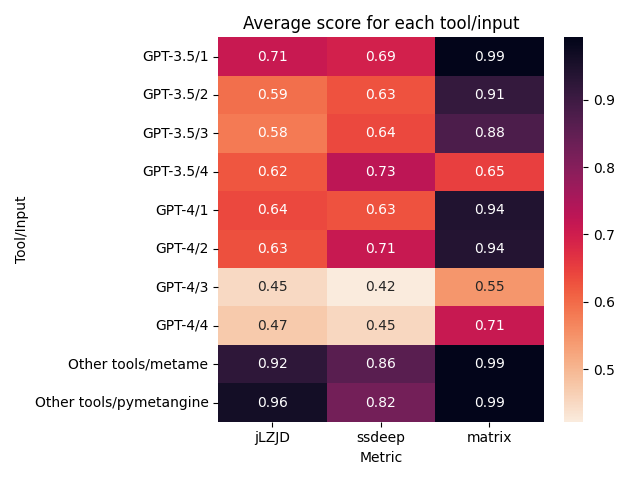 Average score for each tool/input
GPT-3.5/1 0.71 0.69 0.99
GPT-3.5/2 0.59 0.63 0.91
GPT-3.5/3 0.58 0.64 0.88
GPT-3.5/4 0.62 0.73 0.65
GPT-4/1 0.64 0.63 0.94
GPT-4/2 0.63 0.71 0.94
GPT-4/3 0.45 0.42 0.55
GPT-4/4 0.47 0.45 0.71
Other tools/metame 0.92 0.86 0.99
Other tools/pymetangine 0.96 0.82 0.99
jLZJD ssdeep matrix
Metric
Tool/Input
0.9
0.8
0.7
0.6
0.5